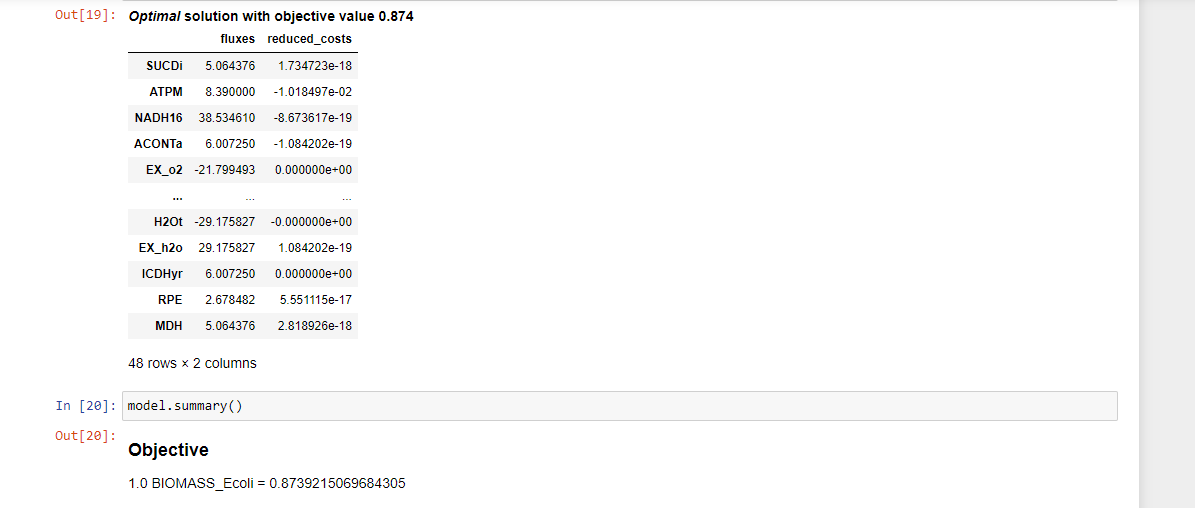 Out[19]: Optimal solution with objective value 0.874
fluxes reduced_costs
SUCDi 5.064376 1.734723e-18
ATPM 8.390000 -1.018497e-02
NADH16 38.534610 -8.673617e-19
ACONTa 6.007250 -1.084202e-19
EX_o2 -21.799493 0.000000e+00
... ... ...
H2Ot -29.175827 -0.000000e+00
EX_h2o 29.175827 1.084202e-19
ICDHyr 6.007250 0.000000e+00
RPE 2.678482 5.551115e-17
MDH 5.064376 2.818926e-18
48 rows × 2 columns
In [20]: model.summary()
Out[20]:
Objective
1.0 BIOMASS_Ecoli = 0.8739215069684305